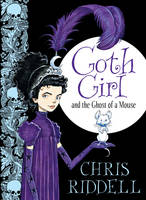 Goth
Girl
and the Ghost of a Mouse
CHRIS
RIDDELL